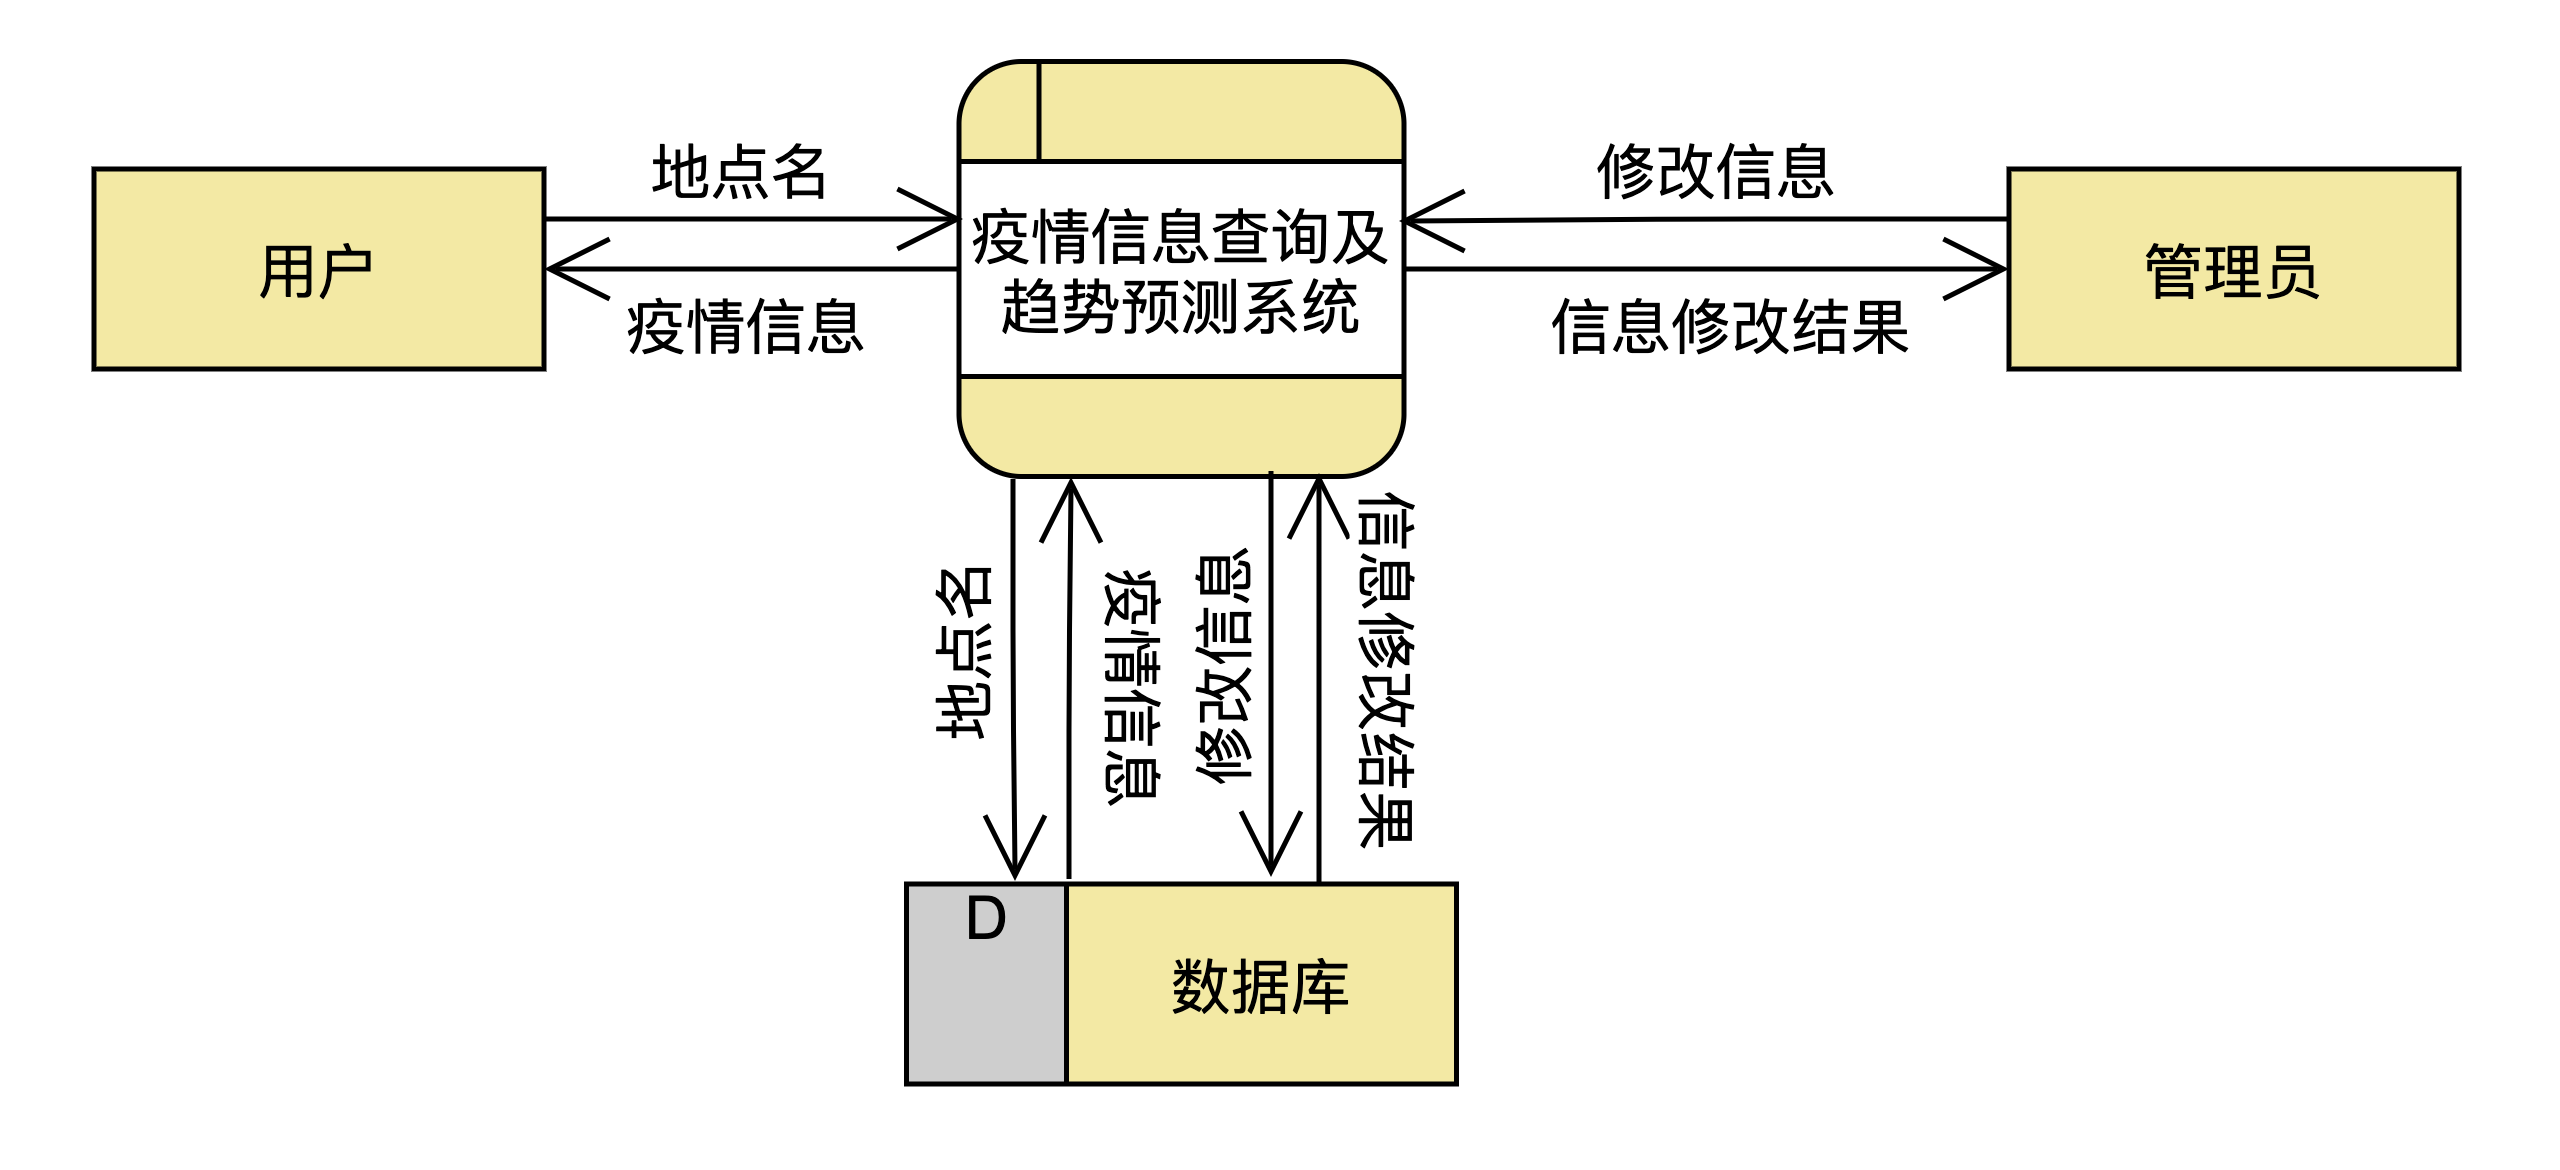 地点名
修改信息
用户
疫情信息查询及
趋势预测系统
管理员
疫情信息
信息修改结果
地点名
疫情信息
修改信息
信息修改结果
D
数据库